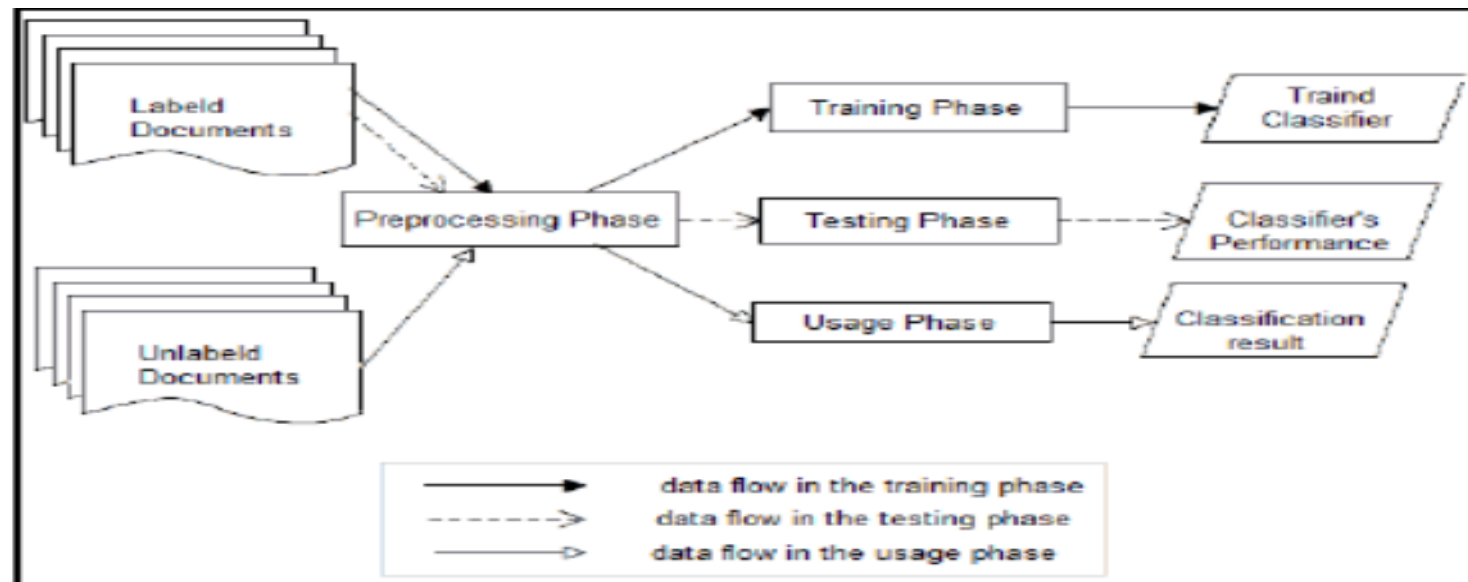 Labeld
Documents
Training Phase
Traind
Classifier
Preprocessing Phase
Testing Phase
Classifier's
Performance
Unlabeld
Documents
Usage Phase
Classification
result
data flow in the training phase
data flow in the testing phase
data flow in the usage phase